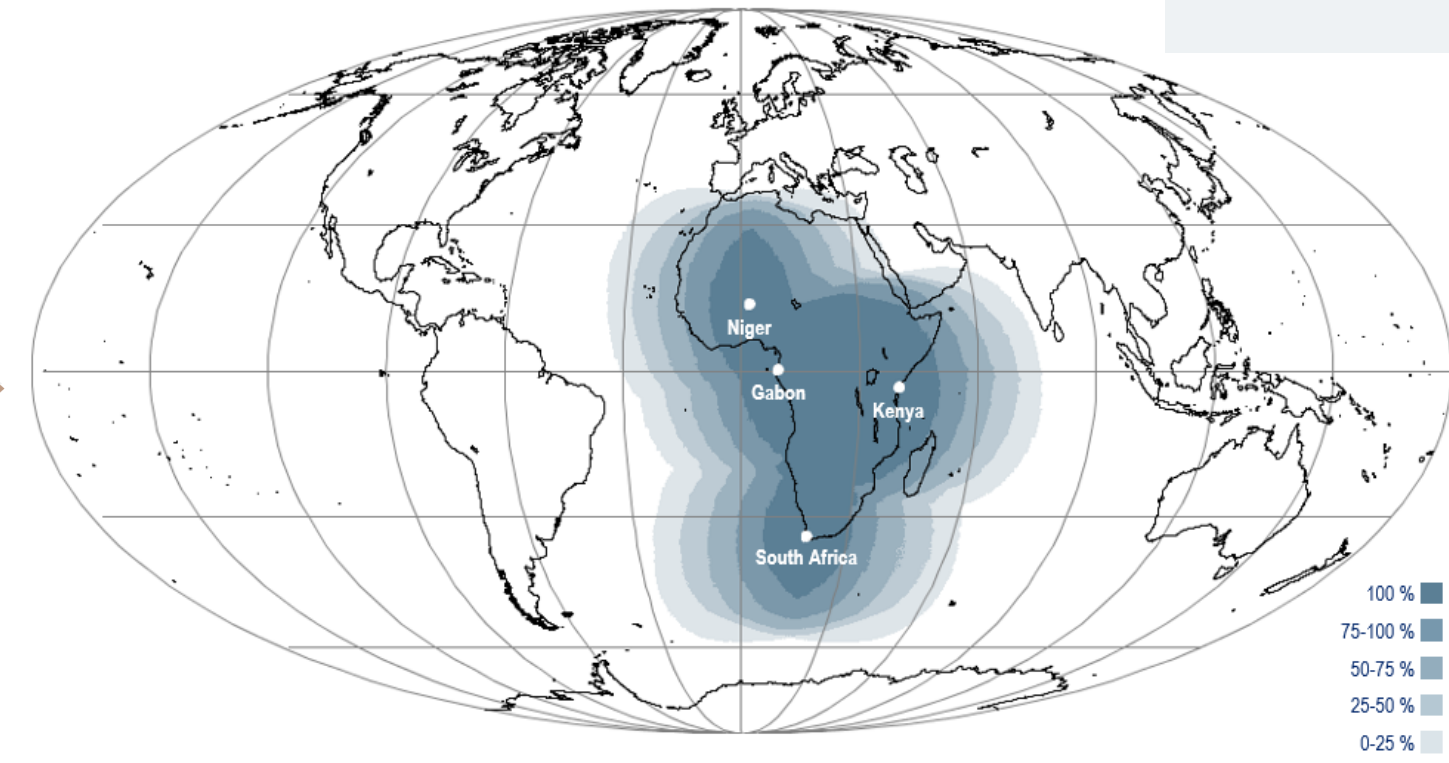 Niger
Gabon
Kenya
South Africa
100 %
75-100 %
50-75 %
25-50 %
0-25 %